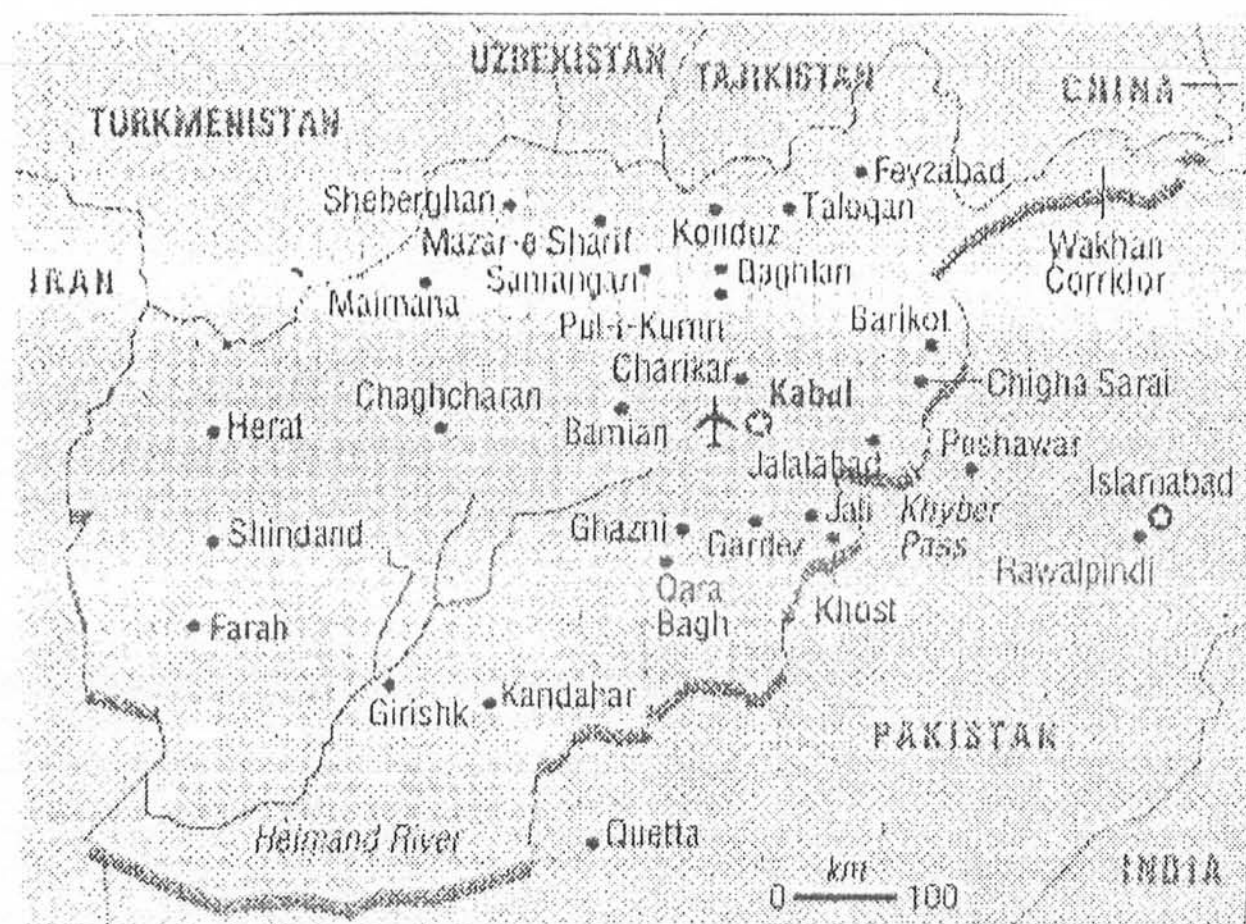 UZBEKISTAN
TAJIKISTAN
CHINA
TURKMENISTAN
Feyzabad
Sheberghan
Taloqan
Mazar-e Sharif
Konduz
Wakhan
Corridor
IRAN
Samangan
Baghlan
Maimana
Pul-i-Kumri
Barikot
Charikar
Chigha Sarai
Chaghcharan
Kabul
Herat
Bamian
Jalalabad
Peshawar
Islamabad
Ghazni
Gardez
Jali
Khyber
Pass
Shindand
Rawalpindi
Qara
Bagh
Khost
Farah
Girishk
Kandahar
PAKISTAN
Helmand River
Quetta
INDIA
km
0
100